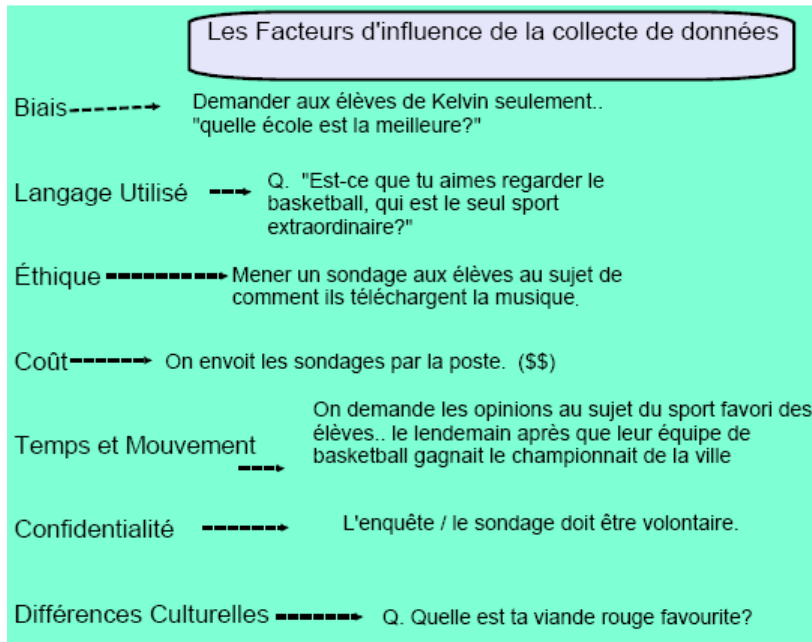 Les Facteurs d'influence de la collecte de données
Biais
Demander aux élèves de Kelvin seulement..
"quelle école est la meilleure?"
Langage Utilisé
Q. "Est-ce que tu aimes regarder le
basketball, qui est le seul sport
extraordinaire?"
Éthique
Mener un sondage aux élèves au sujet de
comment ils téléchargent la musique.
Coût
On envoit les sondages par la poste. ($$)
Temps et Mouvement
On demande les opinions au sujet du sport favori des
élèves.. le lendemain après que leur équipe de
basketball gagnait le championnait de la ville
Confidentialité
L'enquête / le sondage doit être volontaire.
Différences Culturelles
Q. Quelle est ta viande rouge favourite?